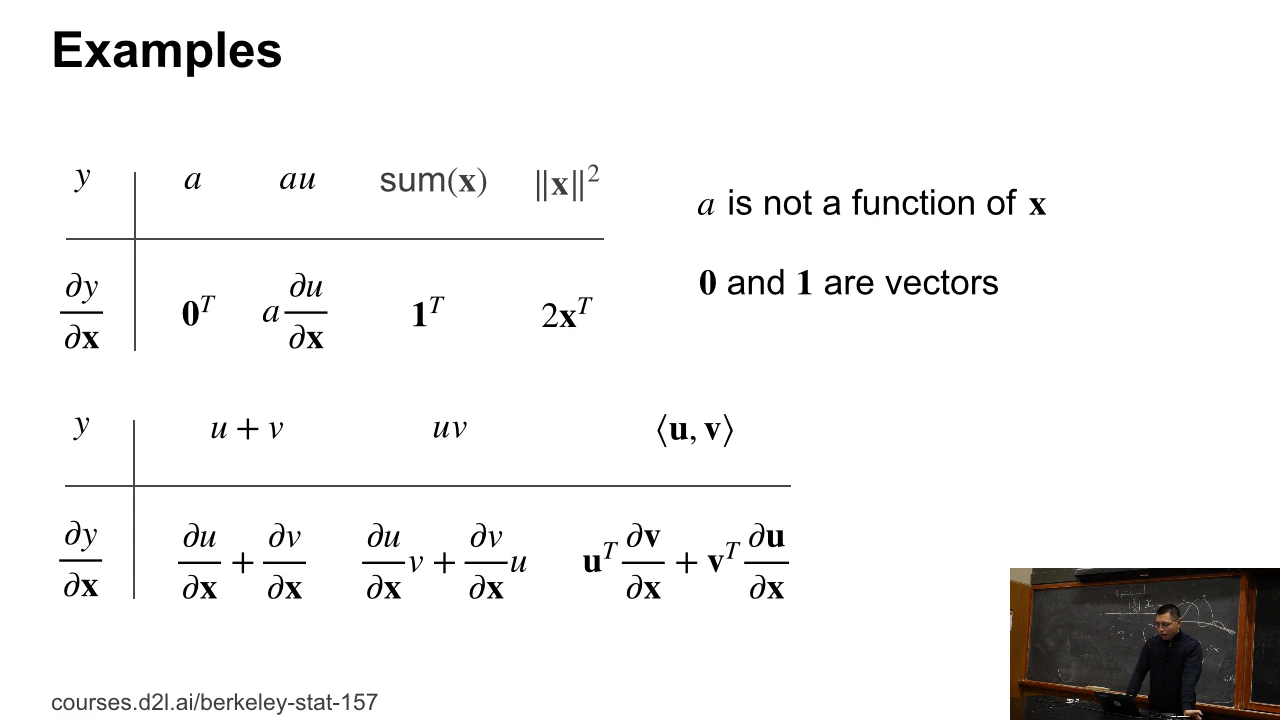 Examples
y a au sum(x) ‖x‖²
∂y/∂x 0ᵀ a ∂u/∂x 1ᵀ 2xᵀ
a is not a function of x
0 and 1 are vectors
y u + v uv ⟨u, v⟩
∂y/∂x ∂u/∂x + ∂v/∂x ∂u/∂x v + ∂v/∂x u uᵀ ∂v/∂x + vᵀ ∂u/∂x
courses.d2l.ai/berkeley-stat-157